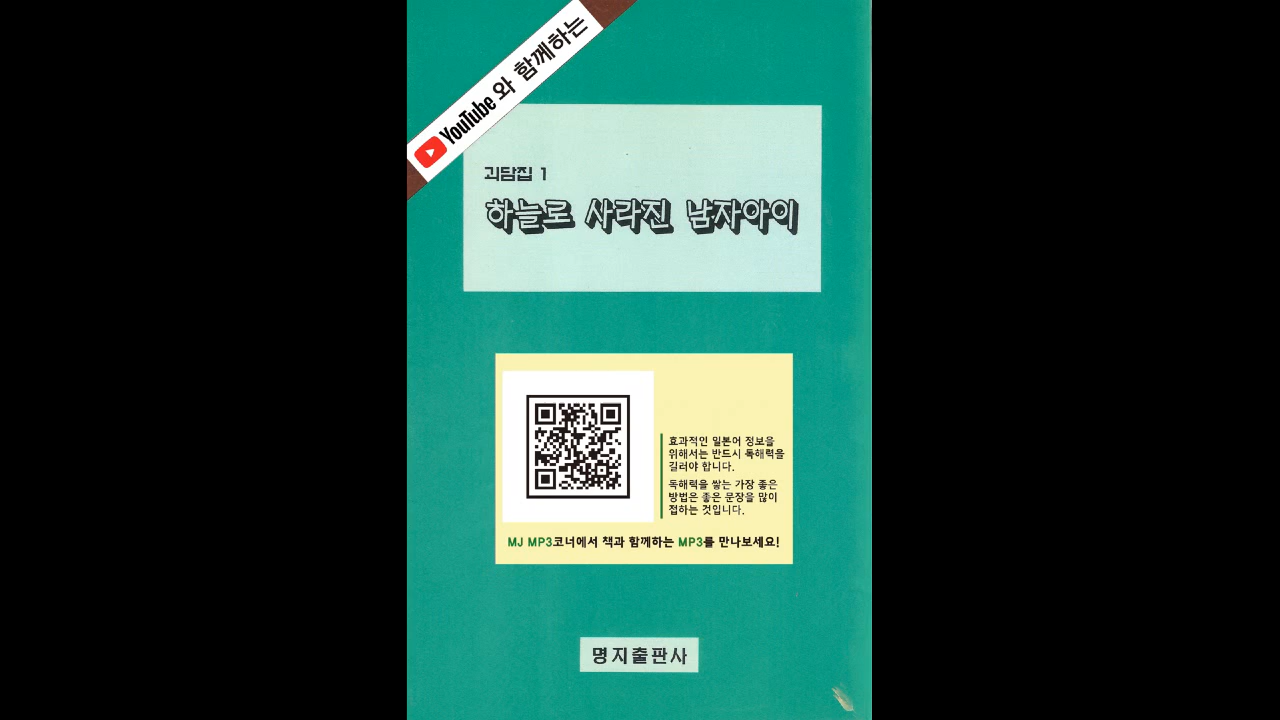 YouTube 와 함께하는
괴담집 1
하늘로 사라진 남자아이
효과적인 일본어 정보을
위해서는 반드시 독해력을
길러야 합니다.
독해력을 쌓는 가장 좋은
방법은 좋은 문장을 많이
접하는 것입니다.
MJ MP3코너에서 책과 함께하는 MP3를 만나보세요!
명지출판사